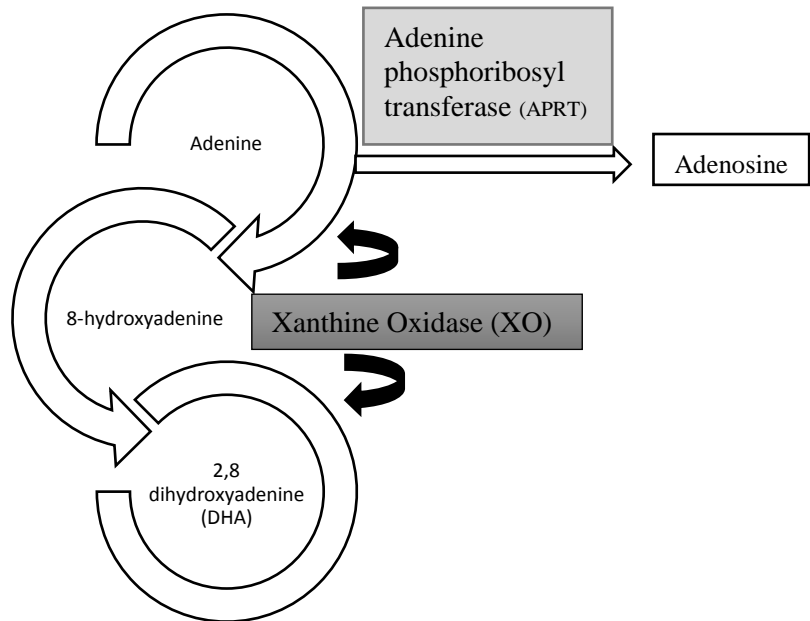 Adenine
phosphoribosyl
transferase (APRT)
Adenine
Adenosine
8-hydroxyadenine
Xanthine Oxidase (XO)
2,8
dihydroxyadenine
(DHA)